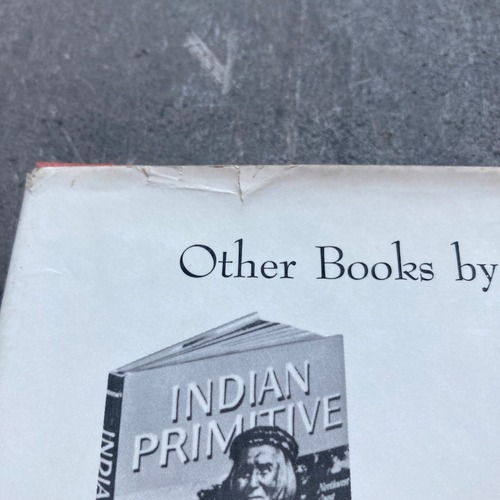 Other Books by
INDIAN
PRIMITIVE
INDIA